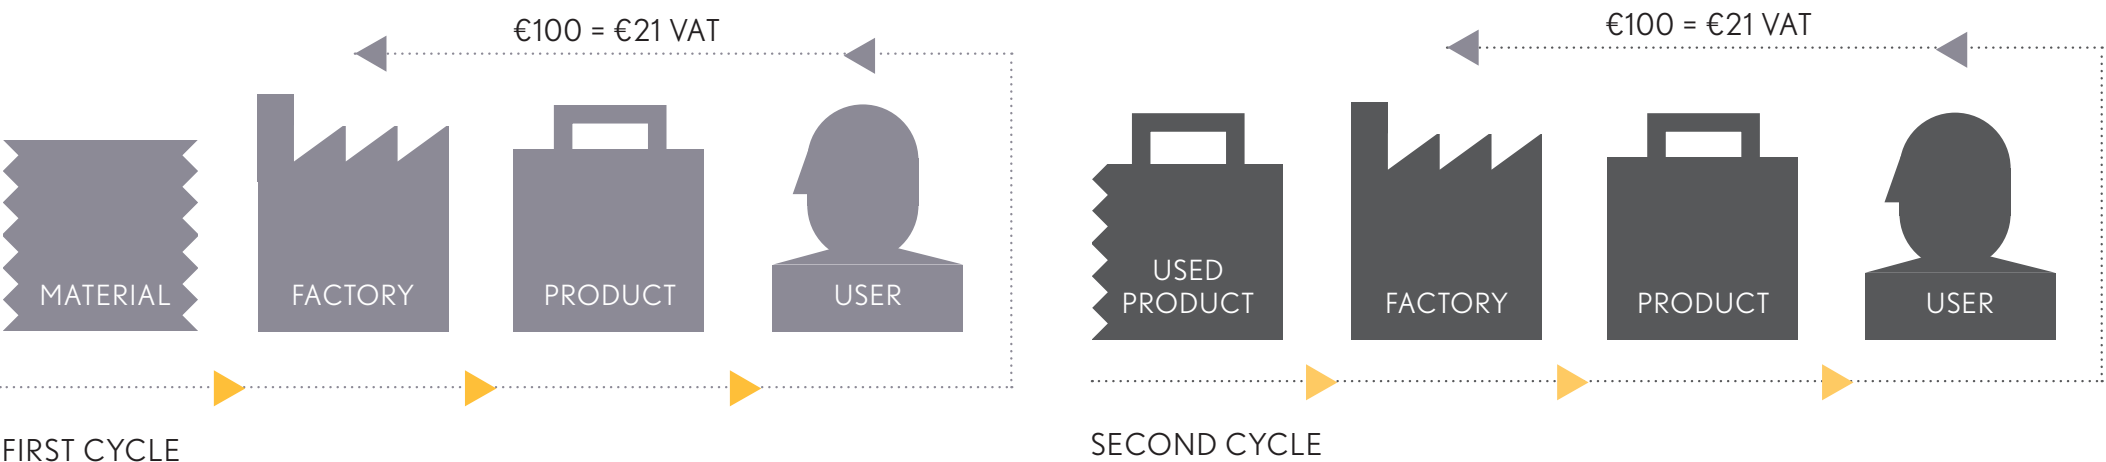 €100 = €21 VAT
MATERIAL
FACTORY
PRODUCT
USER
FIRST CYCLE
€100 = €21 VAT
USED
PRODUCT
FACTORY
PRODUCT
USER
SECOND CYCLE